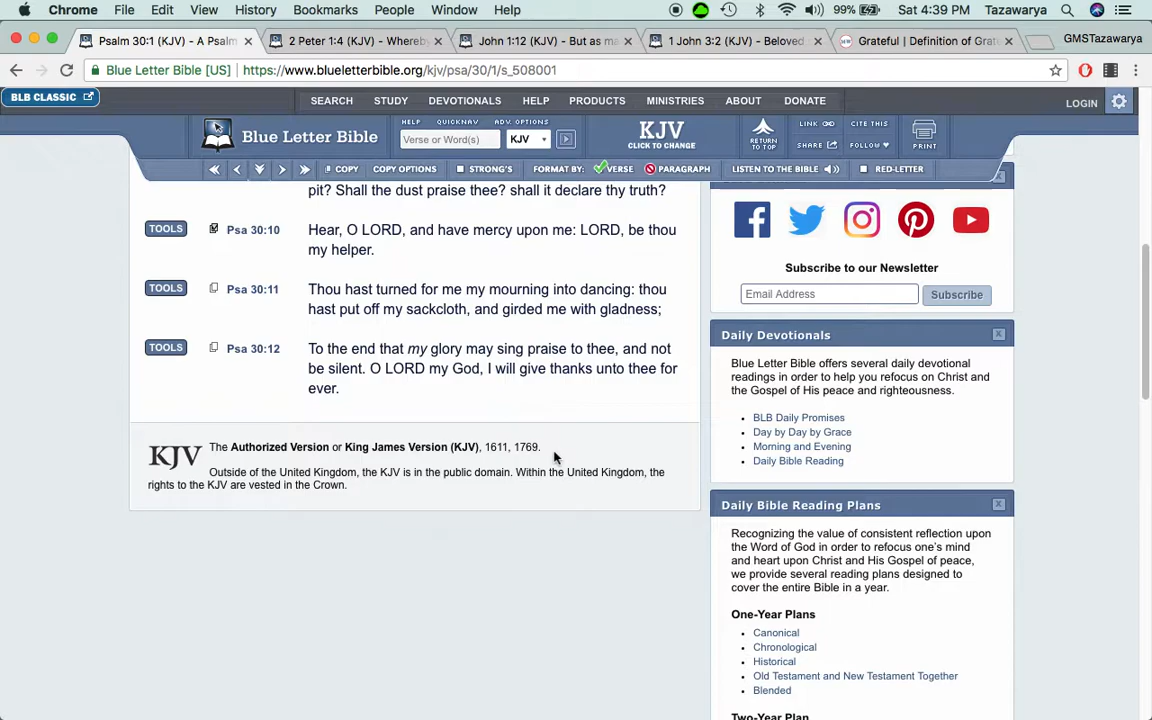 Chrome File Edit View History Bookmarks People Window Help 99% Sat 4:39 PM Tazawarya
Psalm 30:1 (KJV) - A Psalm 2 Peter 1:4 (KJV) - Whereby John 1:12 (KJV) - But as ma 1 John 3:2 (KJV) - Beloved Grateful | Definition of Grat GMSTazawarya
Blue Letter Bible [US] https://www.blueletterbible.org/kjv/psa/30/1/s_508001
BLB CLASSIC
SEARCH STUDY DEVOTIONALS HELP PRODUCTS MINISTRIES ABOUT DONATE LOGIN
HELP QUICKNAV ADV. OPTIONS
Blue Letter Bible Verse or Word(s) KJV
KJV
CLICK TO CHANGE
RETURN
TO TOP
LINK CITE THIS
SHARE FOLLOW
PRINT
COPY COPY OPTIONS STRONG'S FORMAT BY: VERSE PARAGRAPH LISTEN TO THE BIBLE RED-LETTER
pit? Shall the dust praise thee? shall it declare thy truth?
TOOLS Psa 30:10 Hear, O LORD, and have mercy upon me: LORD, be thou
my helper.
TOOLS Psa 30:11 Thou hast turned for me my mourning into dancing: thou
hast put off my sackcloth, and girded me with gladness;
TOOLS Psa 30:12 To the end that my glory may sing praise to thee, and not
be silent. O LORD my God, I will give thanks unto thee for
ever.
KJV The Authorized Version or King James Version (KJV), 1611, 1769.
Outside of the United Kingdom, the KJV is in the public domain. Within the United Kingdom, the
rights to the KJV are vested in the Crown.
Subscribe to our Newsletter
Email Address Subscribe
Daily Devotionals
Blue Letter Bible offers several daily devotional
readings in order to help you refocus on Christ and
the Gospel of His peace and righteousness.
BLB Daily Promises
Day by Day by Grace
Morning and Evening
Daily Bible Reading
Daily Bible Reading Plans
Recognizing the value of consistent reflection upon
the Word of God in order to refocus one's mind
and heart upon Christ and His Gospel of peace,
we provide several reading plans designed to
cover the entire Bible in a year.
One-Year Plans
Canonical
Chronological
Historical
Old Testament and New Testament Together
Blended
Two-Year Plan